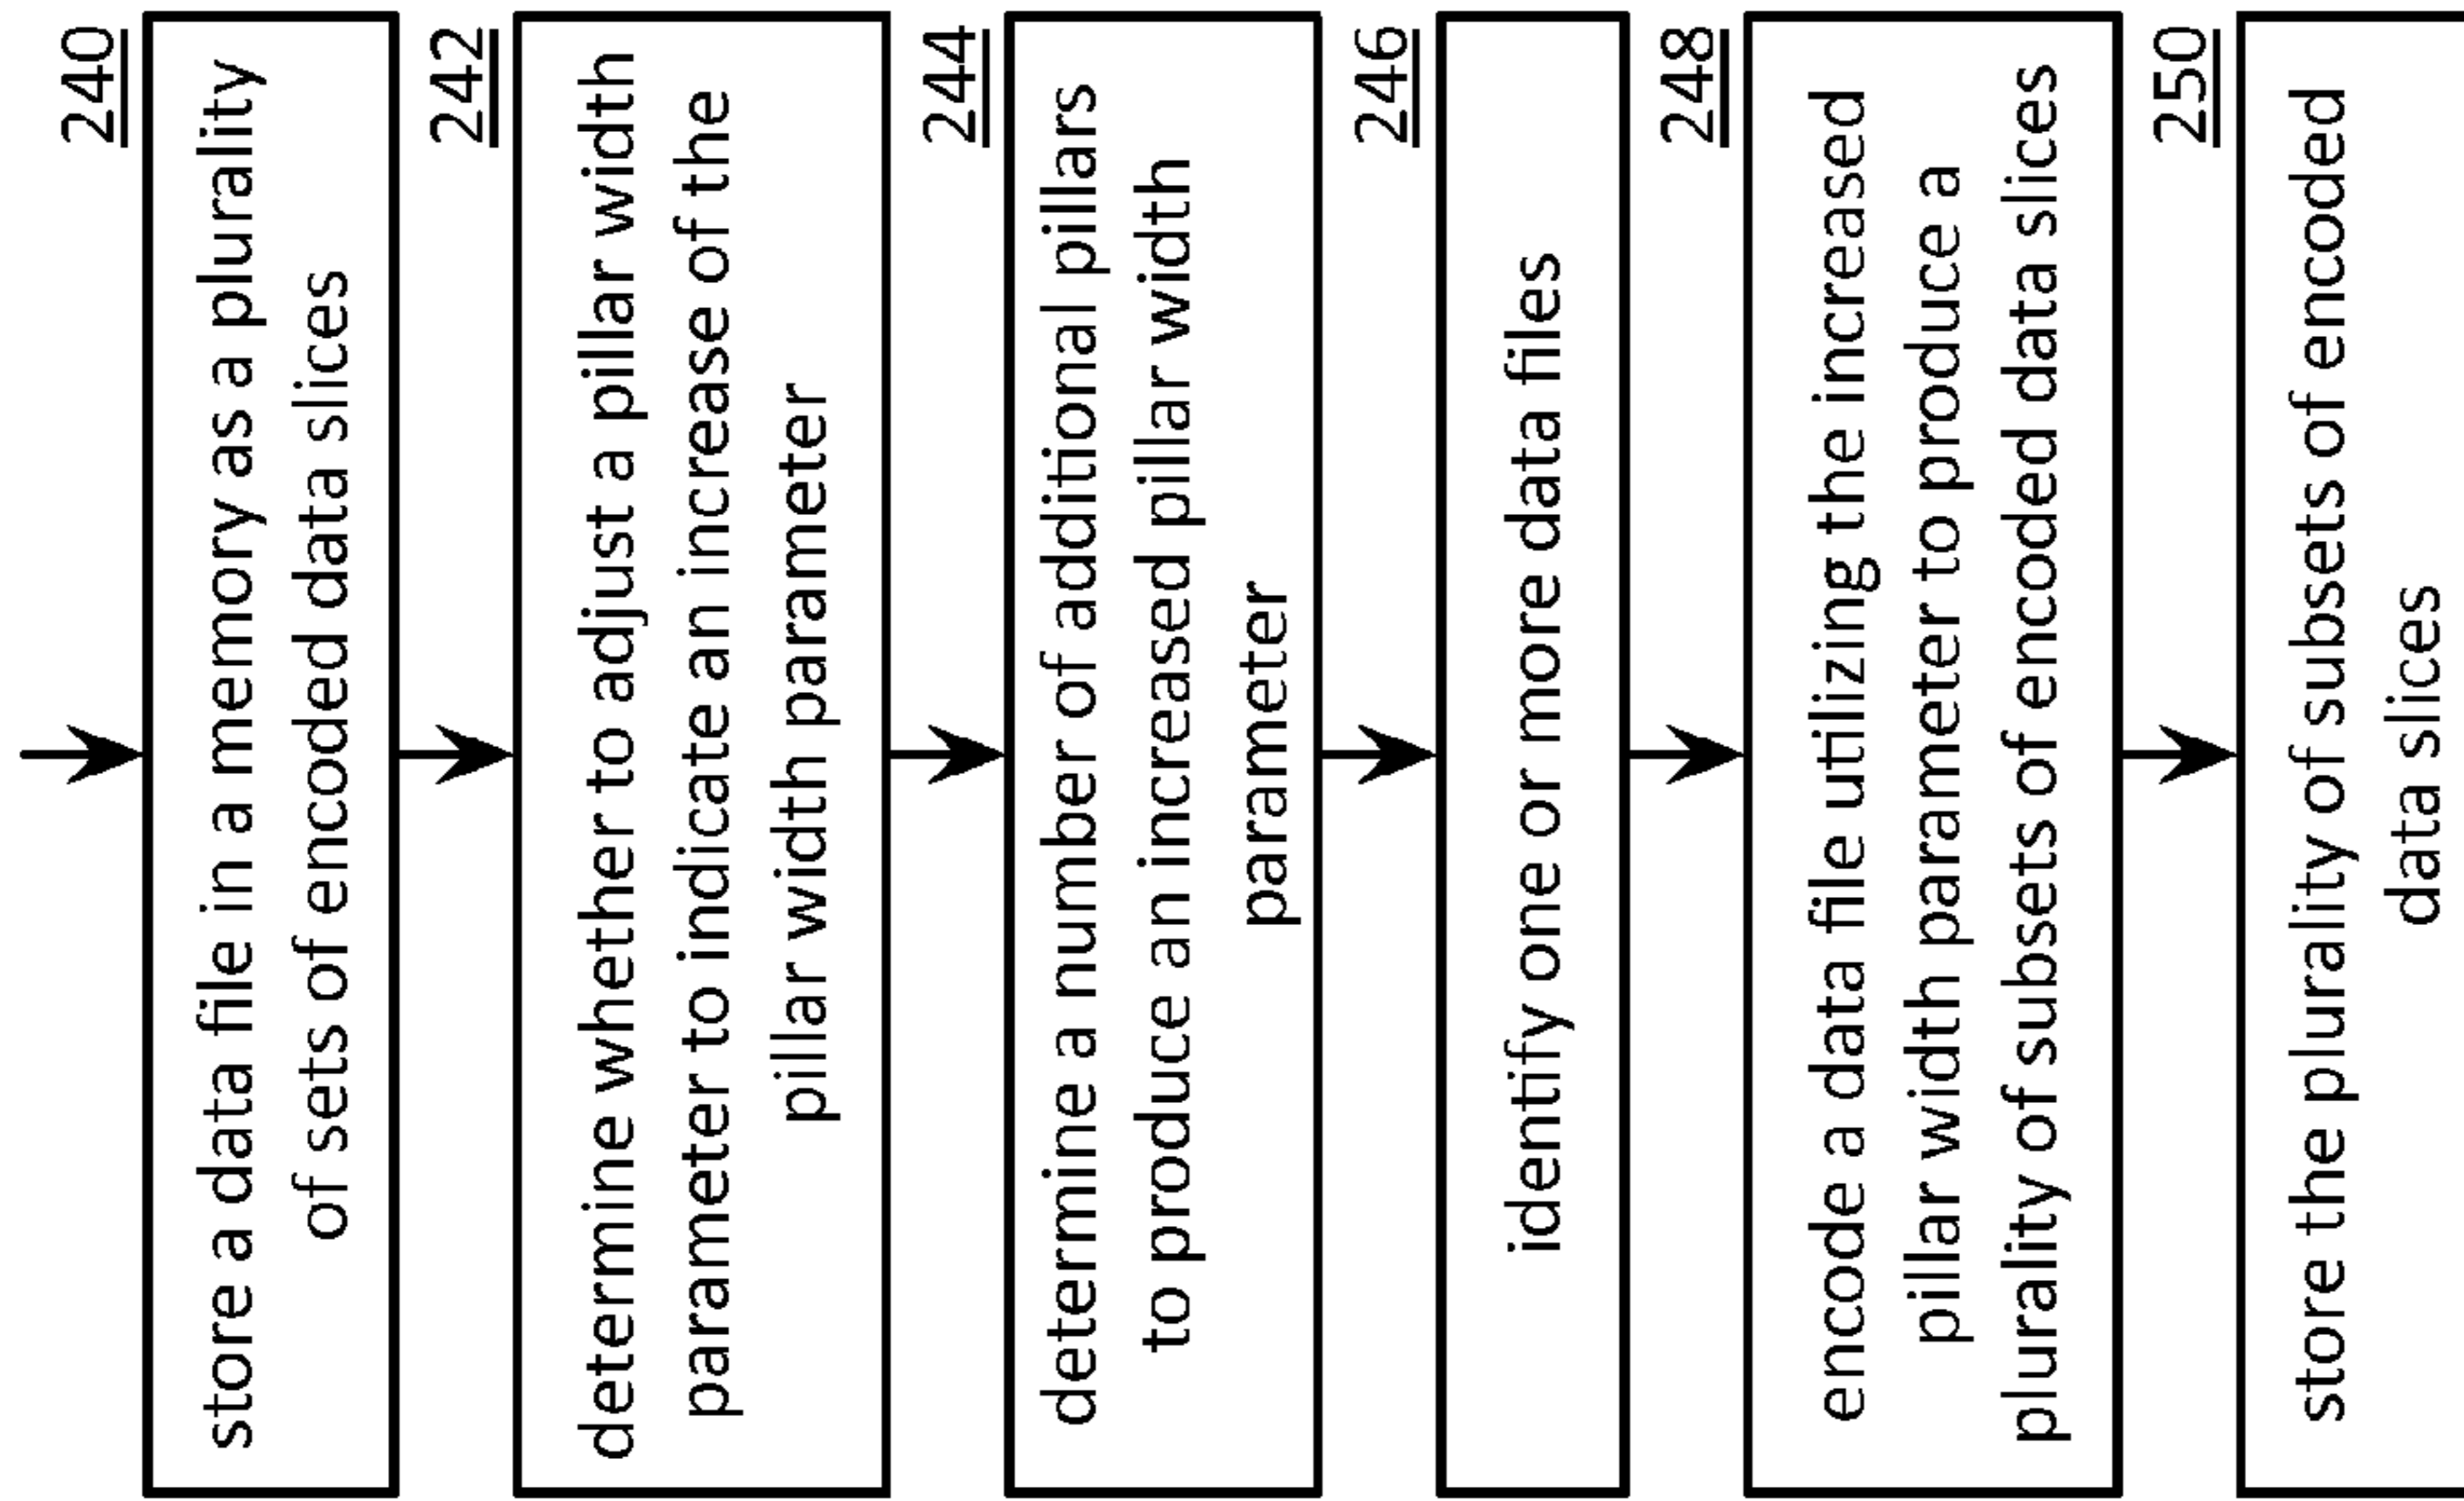 240
store a data file in a memory as a plurality
of sets of encoded data slices
242
determine whether to adjust a pillar width
parameter to indicate an increase of the
pillar width parameter
244
determine a number of additional pillars
to produce an increased pillar width
parameter
246
identify one or more data files
248
encode a data file utilizing the increased
pillar width parameter to produce a
plurality of subsets of encoded data slices
250
store the plurality of subsets of encoded
data slices